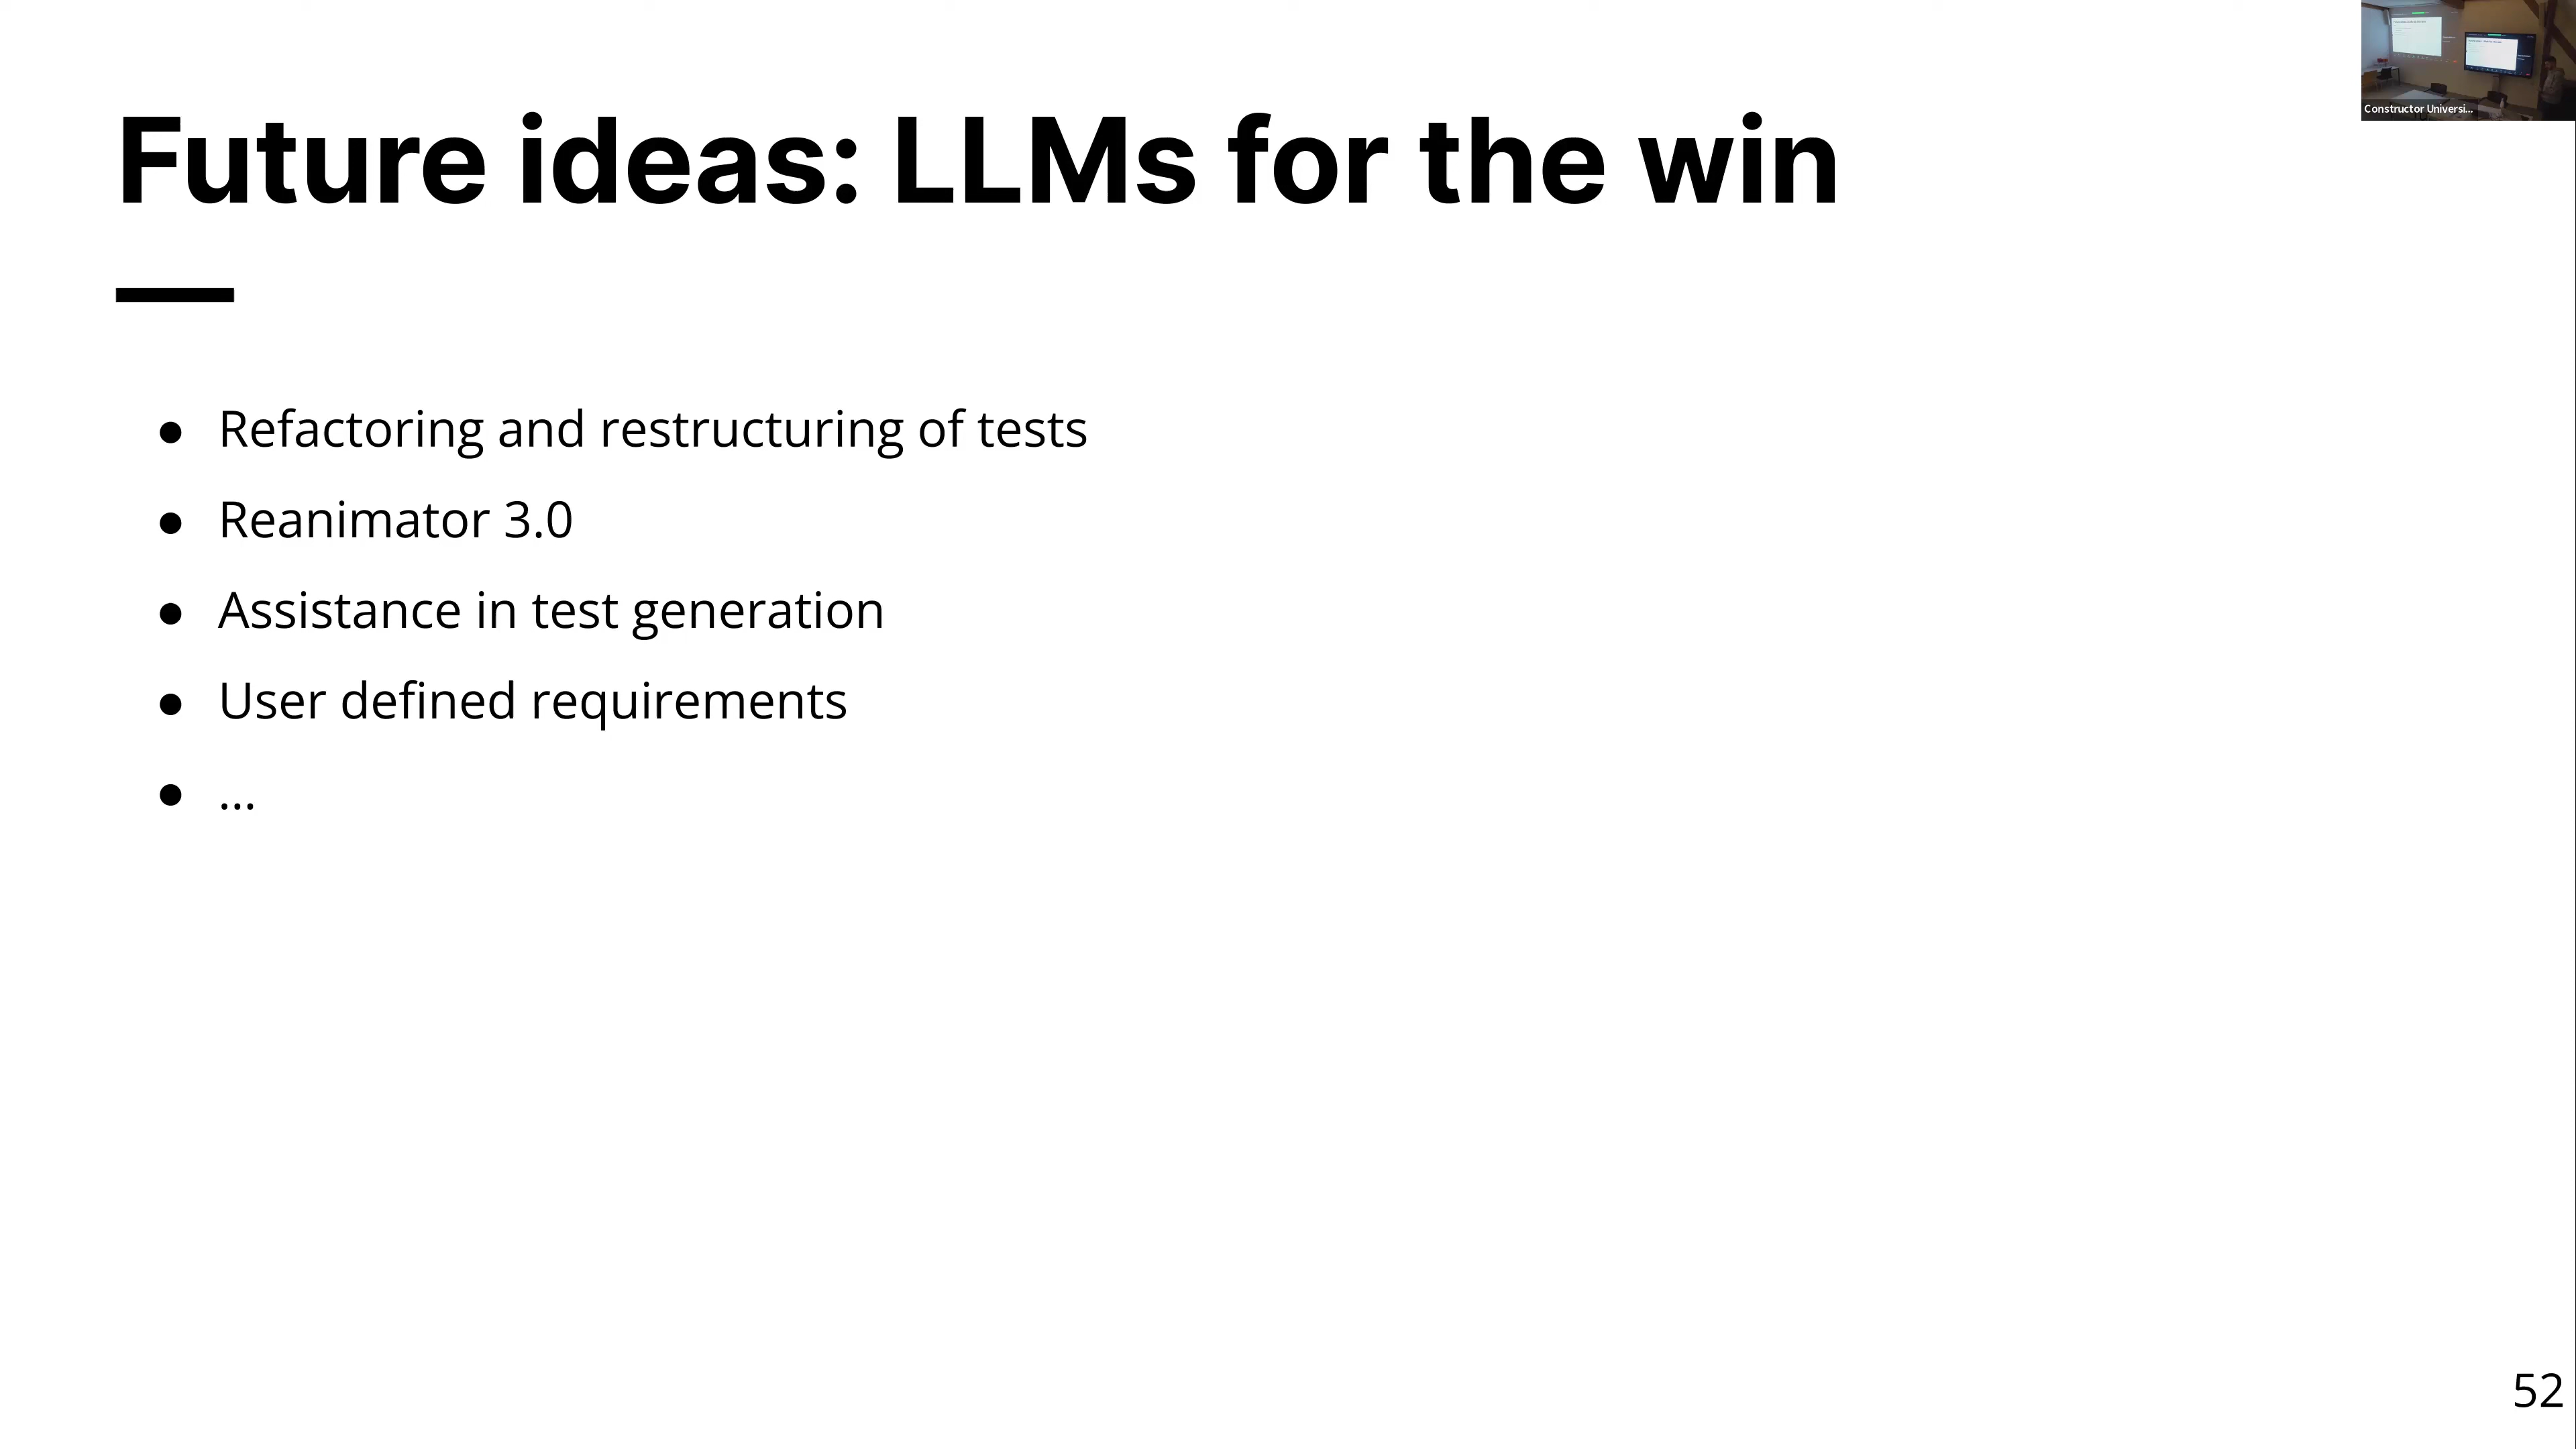 Constructor Universi...
Future ideas: LLMs for the win
● Refactoring and restructuring of tests
● Reanimator 3.0
● Assistance in test generation
● User defined requirements
● ...
52